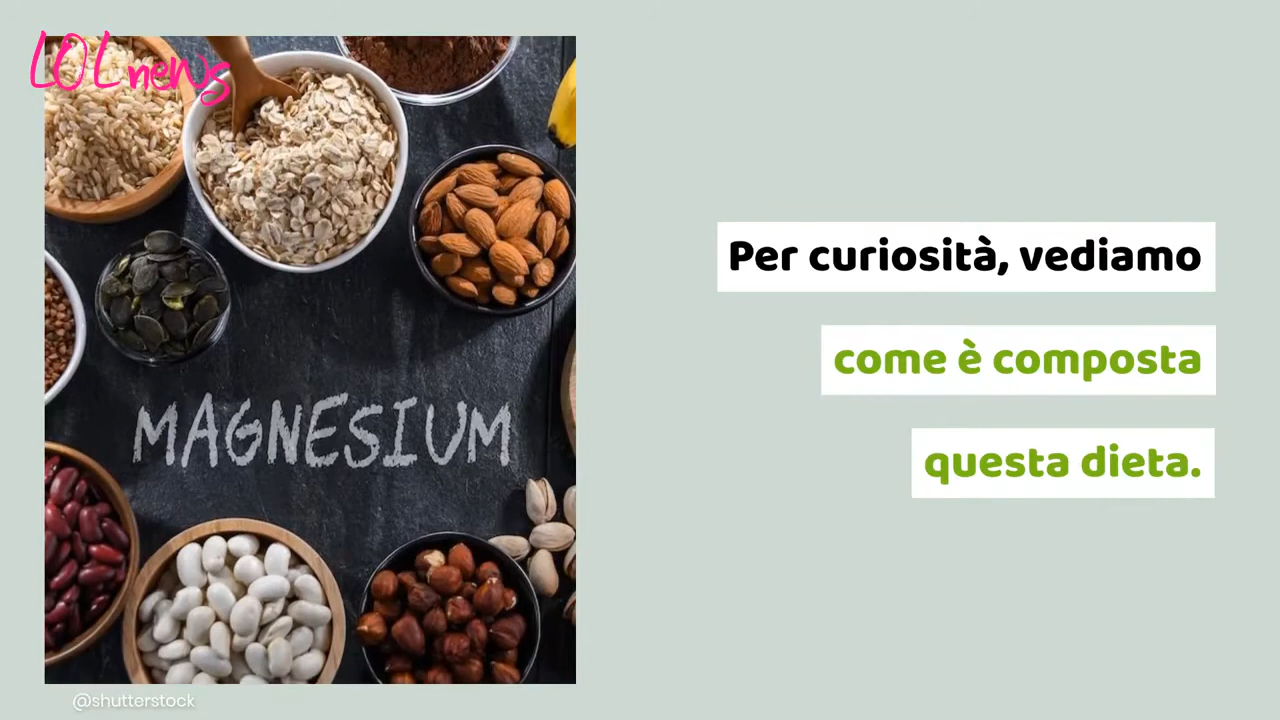 LOL news
MAGNESIUM
Per curiosità, vediamo
come è composta
questa dieta.
@shutterstock